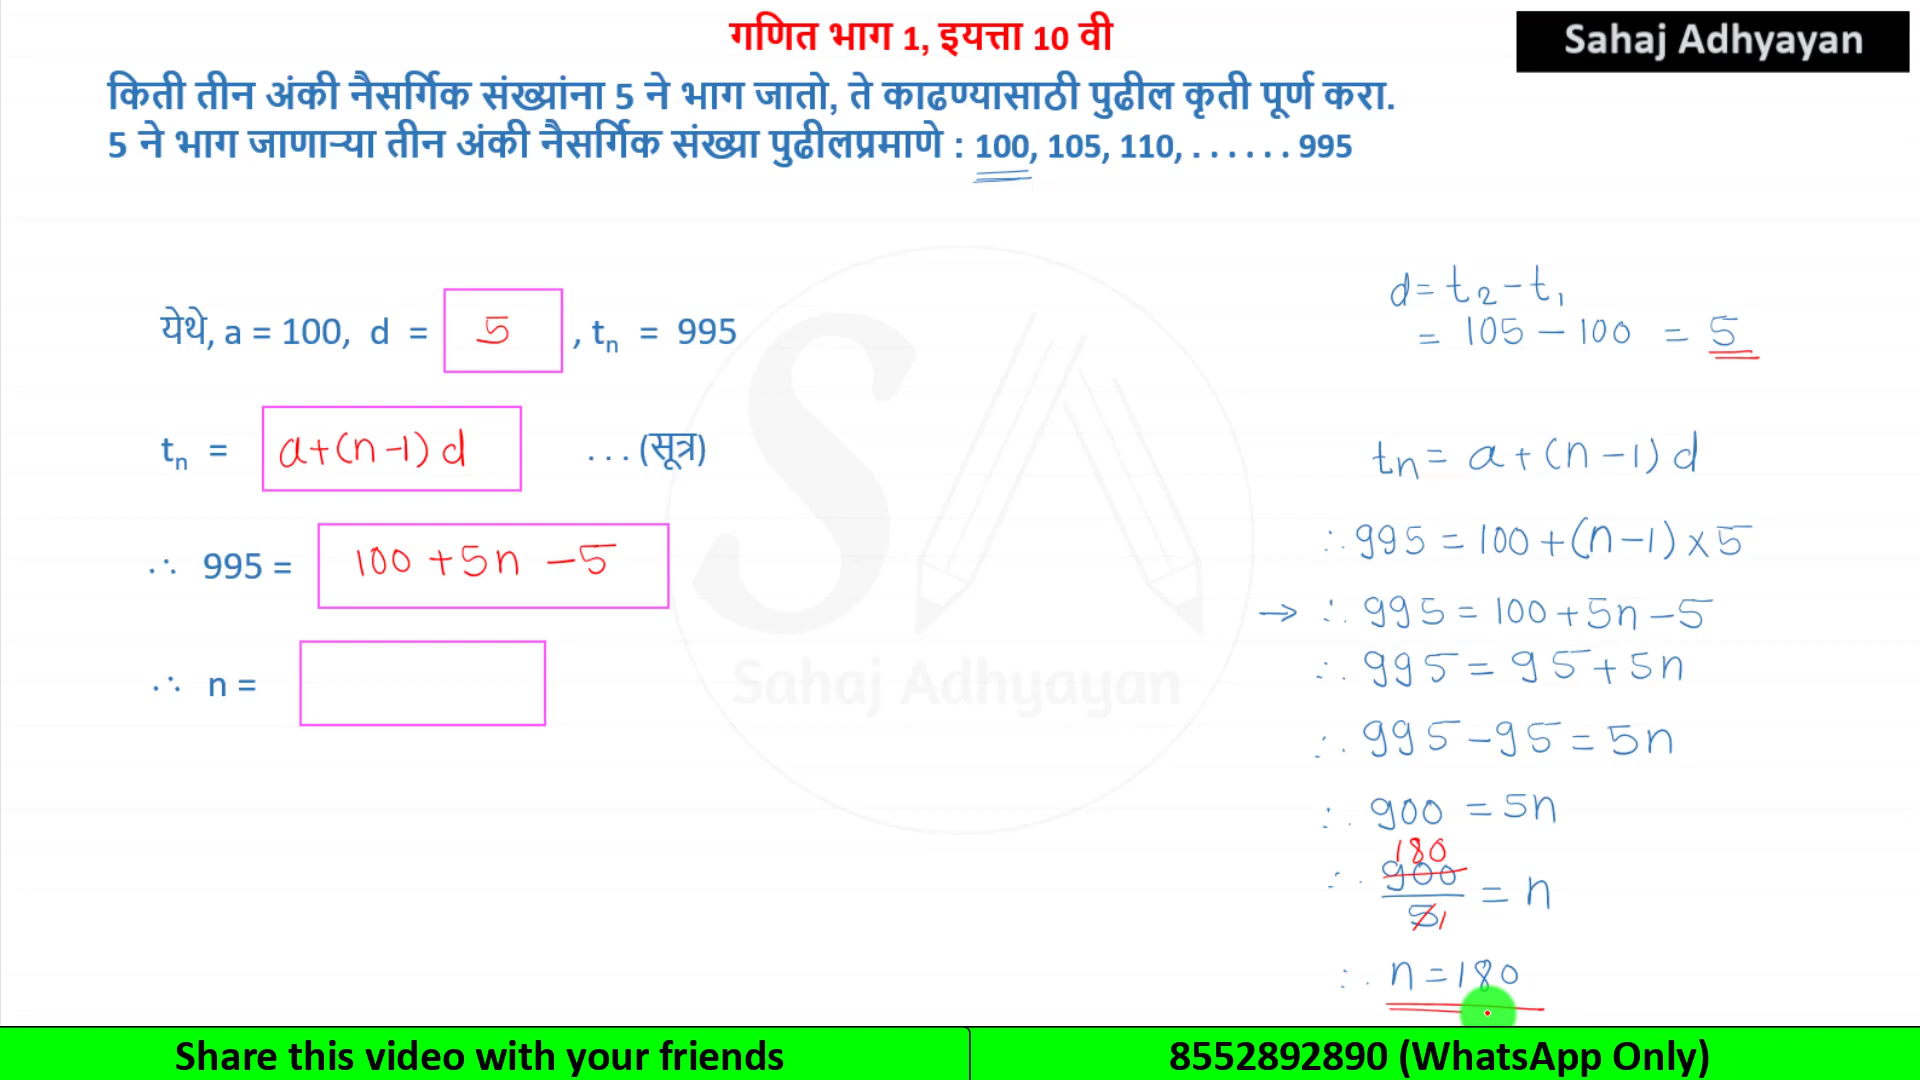 गणित भाग 1, इयत्ता 10 वी
Sahaj Adhyayan
किती तीन अंकी नैसर्गिक संख्यांना 5 ने भाग जातो, ते काढण्यासाठी पुढील कृती पूर्ण करा.
5 ने भाग जाणाऱ्या तीन अंकी नैसर्गिक संख्या पुढीलप्रमाणे : 100, 105, 110, . . . . . . 995
येथे, a = 100, d = 5 , tₙ = 995
tₙ = a+(n-1) d . . . (सूत्र)
∴ 995 = 100 +5n -5
∴ n =
d = t₂ - t₁
= 105 - 100 = 5
tₙ = a + (n-1) d
∴ 995 = 100 + (n-1) × 5
→ ∴ 995 = 100 + 5n - 5
∴ 995 = 95 + 5n
∴ 995 - 95 = 5n
∴ 900 = 5n
180
∴ 900/5 = n
1
∴ n = 180
Sahaj Adhyayan
Share this video with your friends
8552892890 (WhatsApp Only)